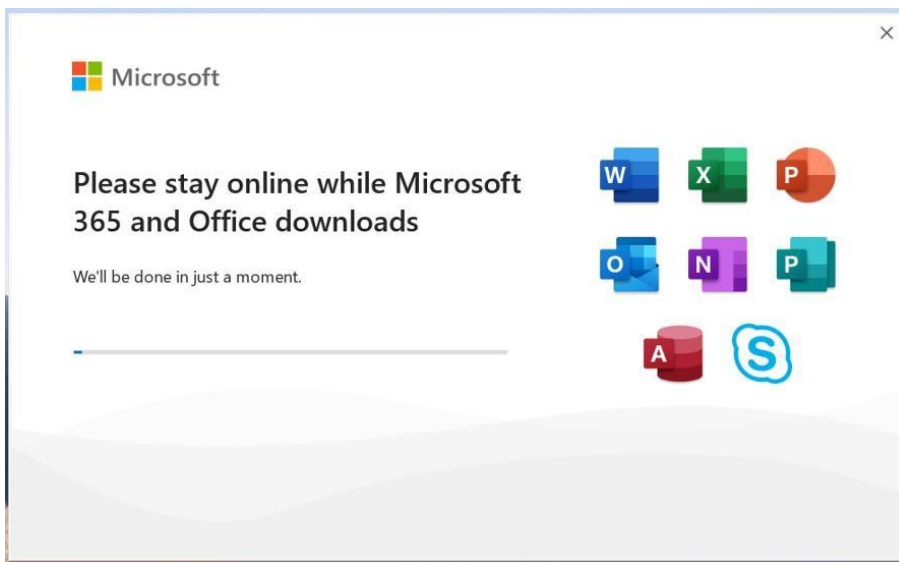 Microsoft
Please stay online while Microsoft
365 and Office downloads
We'll be done in just a moment.
W
X
P
O
N
P
A
S